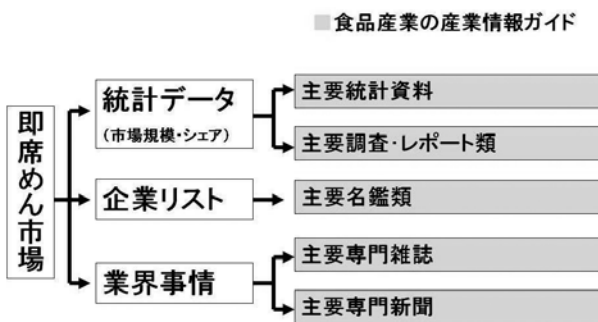 食品産業の産業情報ガイド
即席めん市場
統計データ
(市場規模・シェア)
主要統計資料
主要調査・レポート類
企業リスト
主要名鑑類
業界事情
主要専門雑誌
主要専門新聞